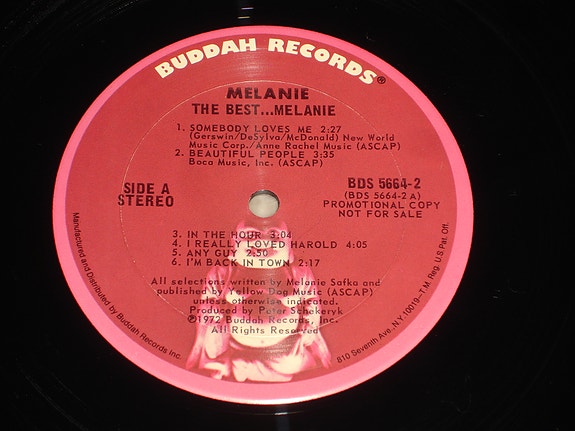 BUDDAH RECORDS®
MELANIE
THE BEST...MELANIE
1. SOMEBODY LOVES ME 2:27
(Gerswin/DeSylva/McDonald) New World
Music Corp./Anne Rachel Music (ASCAP)
2. BEAUTIFUL PEOPLE 3:35
Boca Music, Inc. (ASCAP)
SIDE A
STEREO
BDS 5664-2
(BDS 5664-2 A)
PROMOTIONAL COPY
NOT FOR SALE
3. IN THE HOUR 3:04
4. I REALLY LOVED HAROLD 4:05
5. ANY GUY 2:50
6. I'M BACK IN TOWN 2:17
All selections written by Melanie Safka and
published by Yellow Dog Music (ASCAP)
unless otherwise indicated.
Produced by Peter Schekeryk
℗1972 Buddah Records, Inc.
All Rights Reserved
Manufactured and Distributed by Buddah Records Inc.
810 Seventh Ave., N.Y. 10019-T.M. Reg. U.S. Pat. Off.